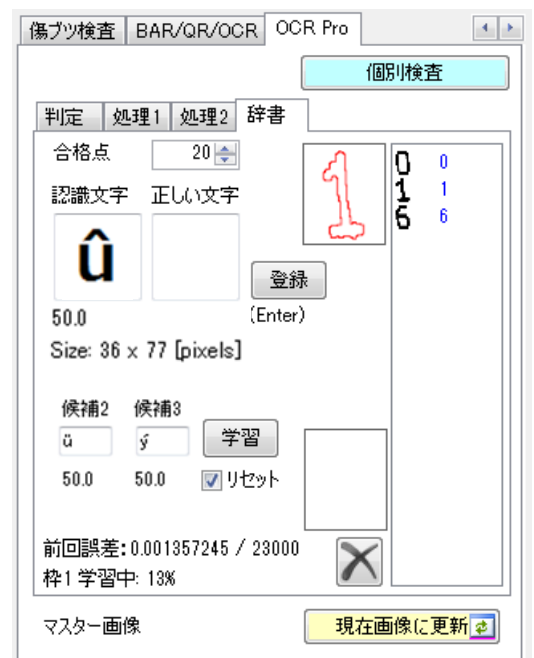 傷ブツ検査 BAR/QR/OCR OCR Pro
個別検査
判定 処理1 処理2 辞書
合格点 20
認識文字 正しい文字
û
1
0 0
1 1
6 6
登録
50.0 (Enter)
Size: 36 x 77 [pixels]
候補2 候補3
ü ý 学習
50.0 50.0 リセット
前回誤差: 0.001357245 / 23000
枠1 学習中: 13%
マスター画像 現在画像に更新